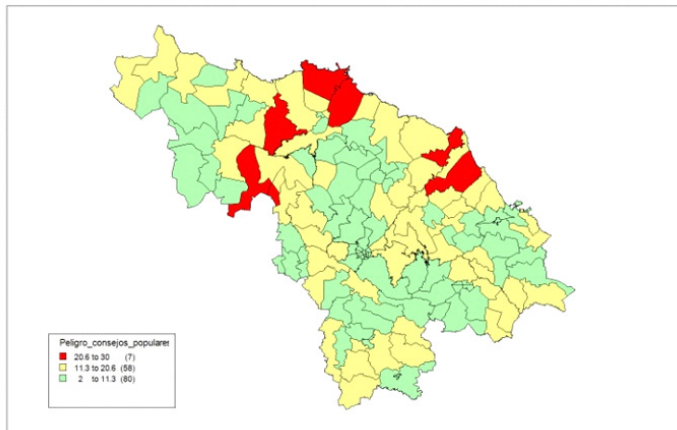 Peligro_consejos_populares
20.6 to 30 (7)
11.3 to 20.6 (58)
2 to 11.3 (80)